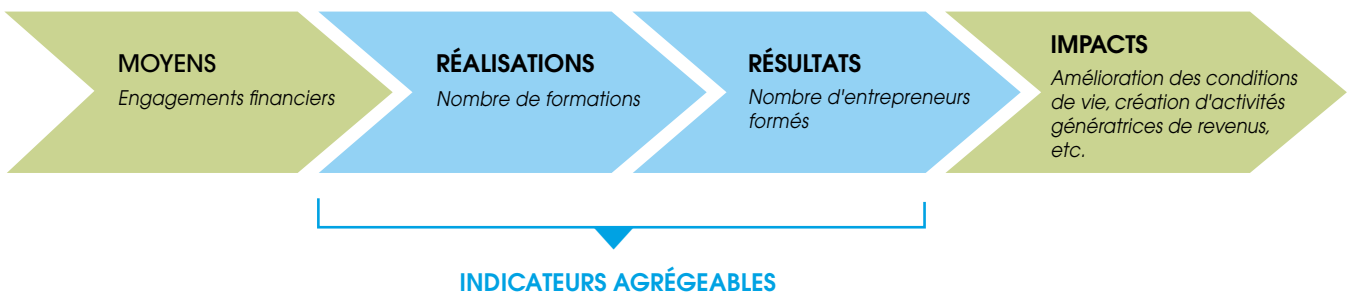 MOYENS
Engagements financiers
RÉALISATIONS
Nombre de formations
RÉSULTATS
Nombre d'entrepreneurs
formés
IMPACTS
Amélioration des conditions
de vie, création d'activités
génératrices de revenus,
etc.
INDICATEURS AGRÉGEABLES